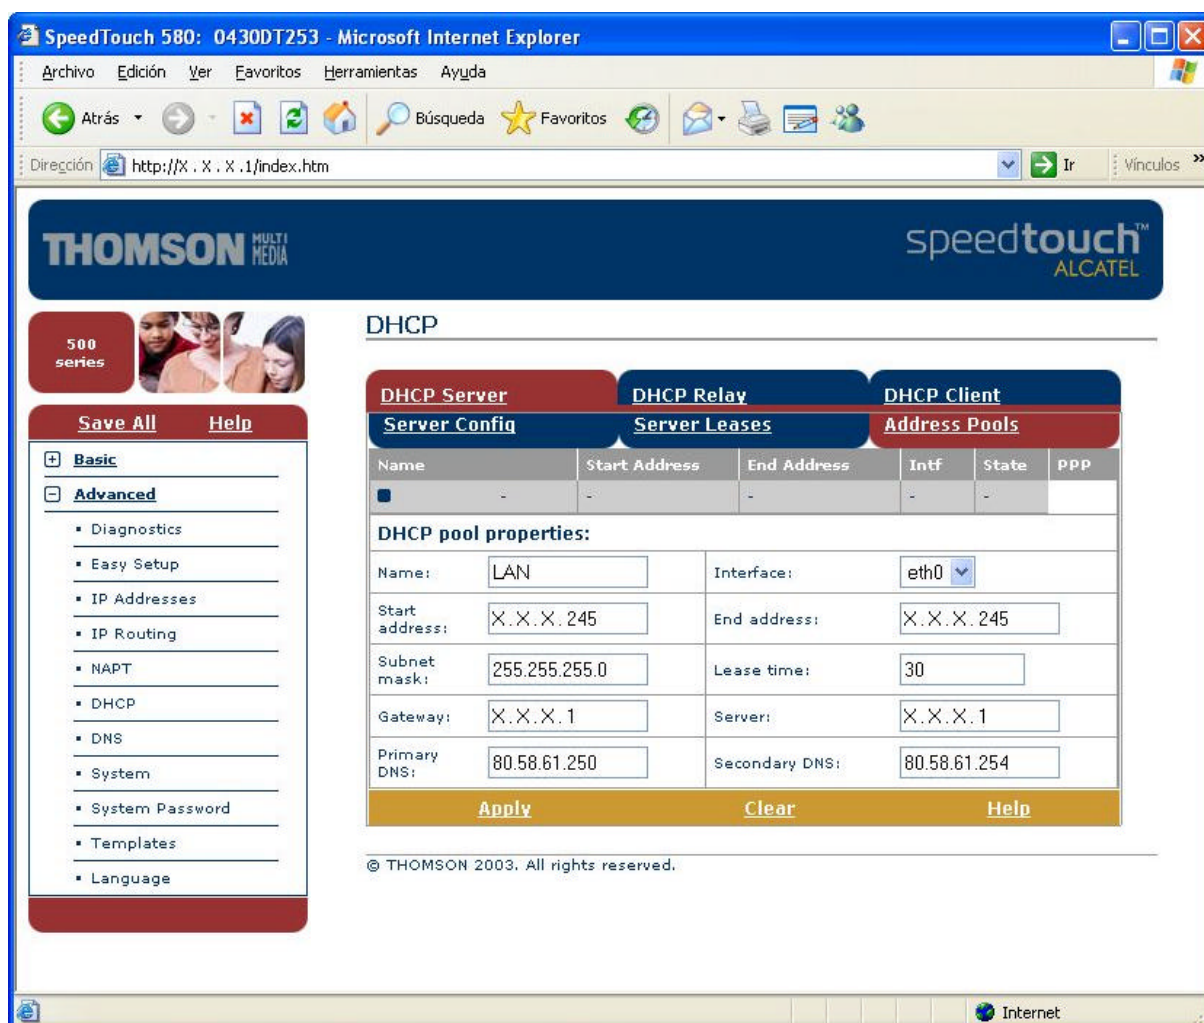 SpeedTouch 580: 0430DT253 - Microsoft Internet Explorer
Archivo Edición Ver Favoritos Herramientas Ayuda
Atrás Búsqueda Favoritos
Dirección http://X . X . X .1/index.htm Ir Vínculos »
THOMSON MULTI MEDIA
speedtouch™
ALCATEL
500
series
Save All Help
Basic
Advanced
Diagnostics
Easy Setup
IP Addresses
IP Routing
NAPT
DHCP
DNS
System
System Password
Templates
Language
DHCP
DHCP Server DHCP Relay DHCP Client
Server Config Server Leases Address Pools
Name Start Address End Address Intf State PPP
- - - - -
DHCP pool properties:
Name: LAN Interface: eth0
Start address: X.X.X.245 End address: X.X.X.245
Subnet mask: 255.255.255.0 Lease time: 30
Gateway: X.X.X.1 Server: X.X.X.1
Primary DNS: 80.58.61.250 Secondary DNS: 80.58.61.254
Apply Clear Help
© THOMSON 2003. All rights reserved.
Internet